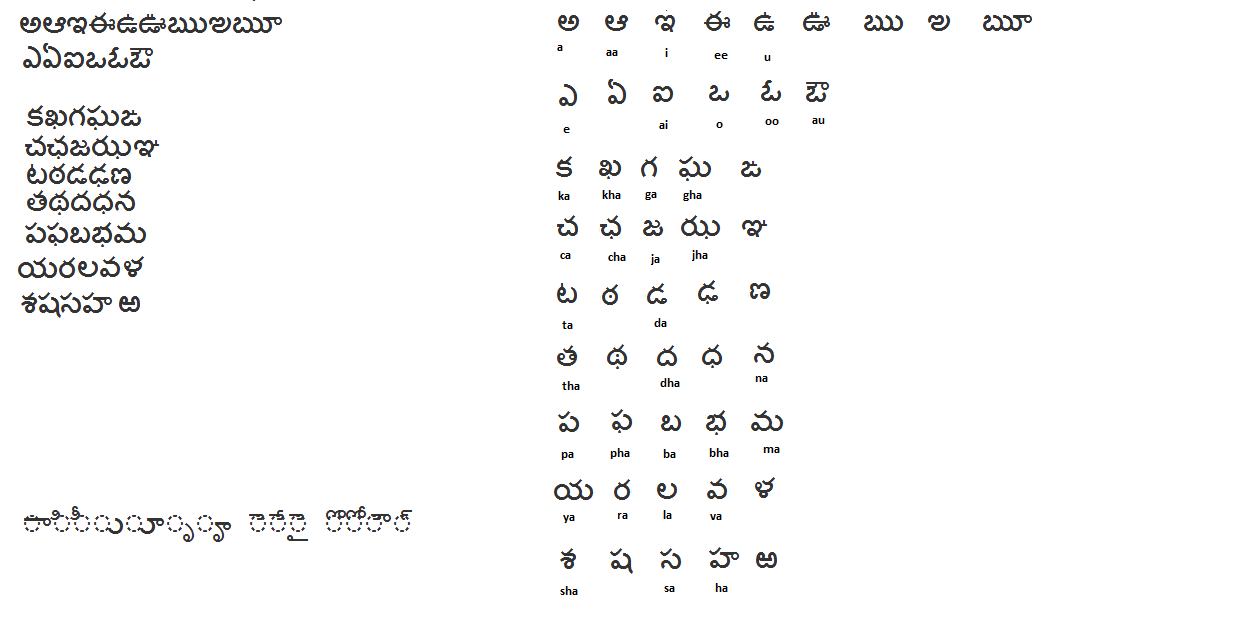 అఆఇఈఉఊఋఌౠ
ఎఏఐఒఓఔ
కఖగఘఙ
చఛజఝఞ
టఠడఢణ
తథదధన
పఫబభమ
యరలవళ
శషసహ ఱ
ా ి ీ ు ూ ృ ౄ ె ే ై ొ ో ౌ ్
అ ఆ ఇ ఈ ఉ ఊ ఋ ఌ ౠ
a aa i ee u
ఎ ఏ ఐ ఒ ఓ ఔ
e ai o oo au
క ఖ గ ఘ ఙ
ka kha ga gha
చ ఛ జ ఝ ఞ
ca cha ja jha
ట ఠ డ ఢ ణ
ta da
త థ ద ధ న
tha dha na
ప ఫ బ భ మ
pa pha ba bha ma
య ర ల వ ళ
ya ra la va
శ ష స హ ఱ
sha sa ha